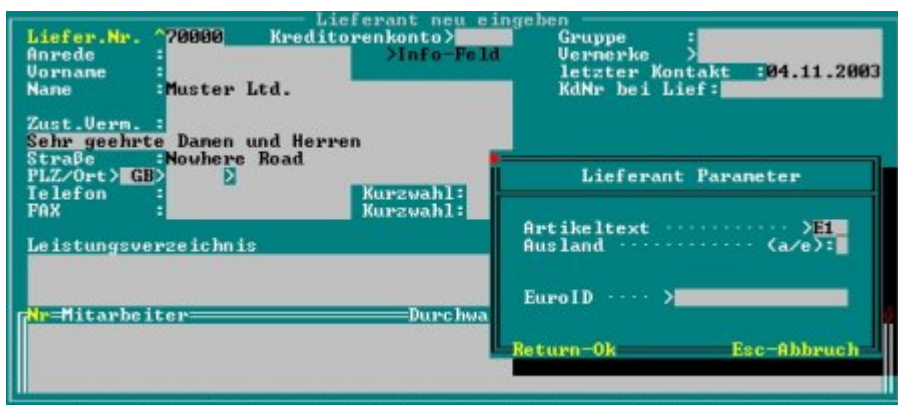 Lieferant neu eingeben
Liefer.Nr. ^70000 Kreditorenkonto> Gruppe :
Anrede : >Info-Feld Vermerke >
Vorname : letzter Kontakt :04.11.2003
Name :Muster Ltd. KdNr bei Lief:
Zust.Verm. :
Sehr geehrte Damen und Herren
Straße :Nowhere Road
PLZ/Ort> GB> >
Telefon : Kurzwahl:
FAX : Kurzwahl:
Leistungsverzeichnis
Nr Mitarbeiter Durchwa
Lieferant Parameter
Artikeltext ··········· >E1
Ausland ············ (a/e):
EuroID ···· >
Return-Ok Esc-Abbruch